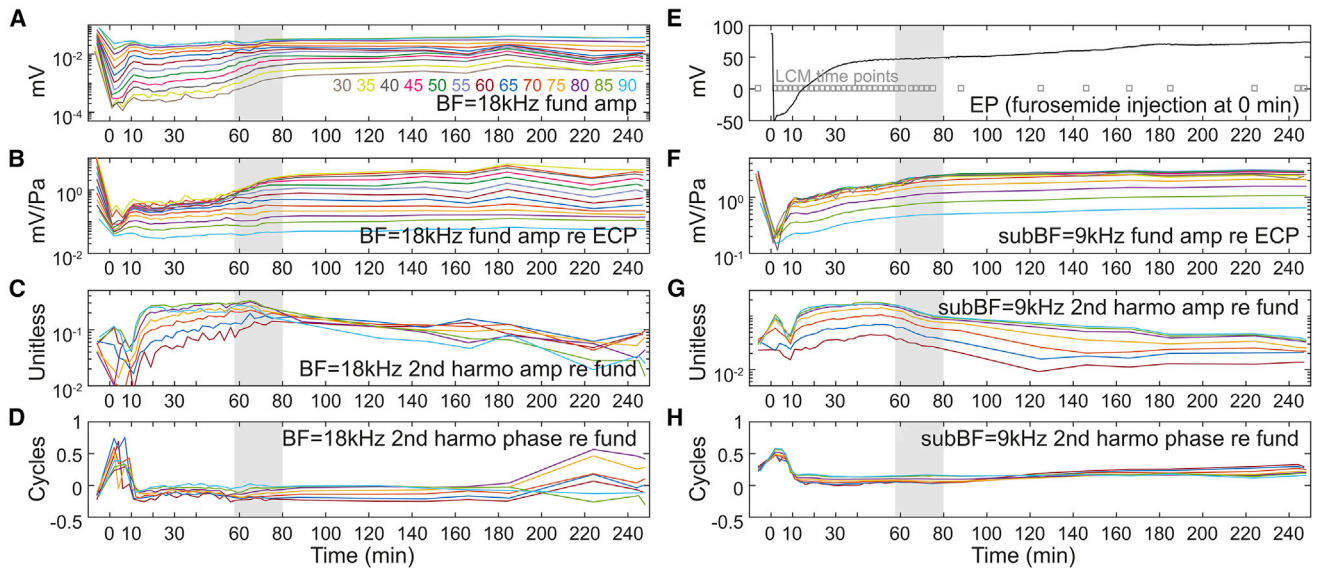 A
mV
10-2
10-4
30 35 40 45 50 55 60 65 70 75 80 85 90
BF=18kHz fund amp
0 10 30 60 80 100 120 140 160 180 200 220 240
B
mV/Pa
100
10-2
BF=18kHz fund amp re ECP
0 10 30 60 80 100 120 140 160 180 200 220 240
C
Unitless
10-1
10-2
BF=18kHz 2nd harmo amp re fund
0 10 30 60 80 100 120 140 160 180 200 220 240
D
Cycles
1
0.5
0
-0.5
BF=18kHz 2nd harmo phase re fund
0 10 30 60 80 100 120 140 160 180 200 220 240
Time (min)
E
mV
100
50
0
-50
LCM time points
EP (furosemide injection at 0 min)
0 20 40 60 80 100 120 140 160 180 200 220 240
F
mV/Pa
100
10-1
subBF=9kHz fund amp re ECP
0 10 30 60 80 100 120 140 160 180 200 220 240
G
Unitless
10-2
subBF=9kHz 2nd harmo amp re fund
0 10 30 60 80 100 120 140 160 180 200 220 240
H
Cycles
1
0.5
0
-0.5
subBF=9kHz 2nd harmo phase re fund
0 10 30 60 80 100 120 140 160 180 200 220 240
Time (min)